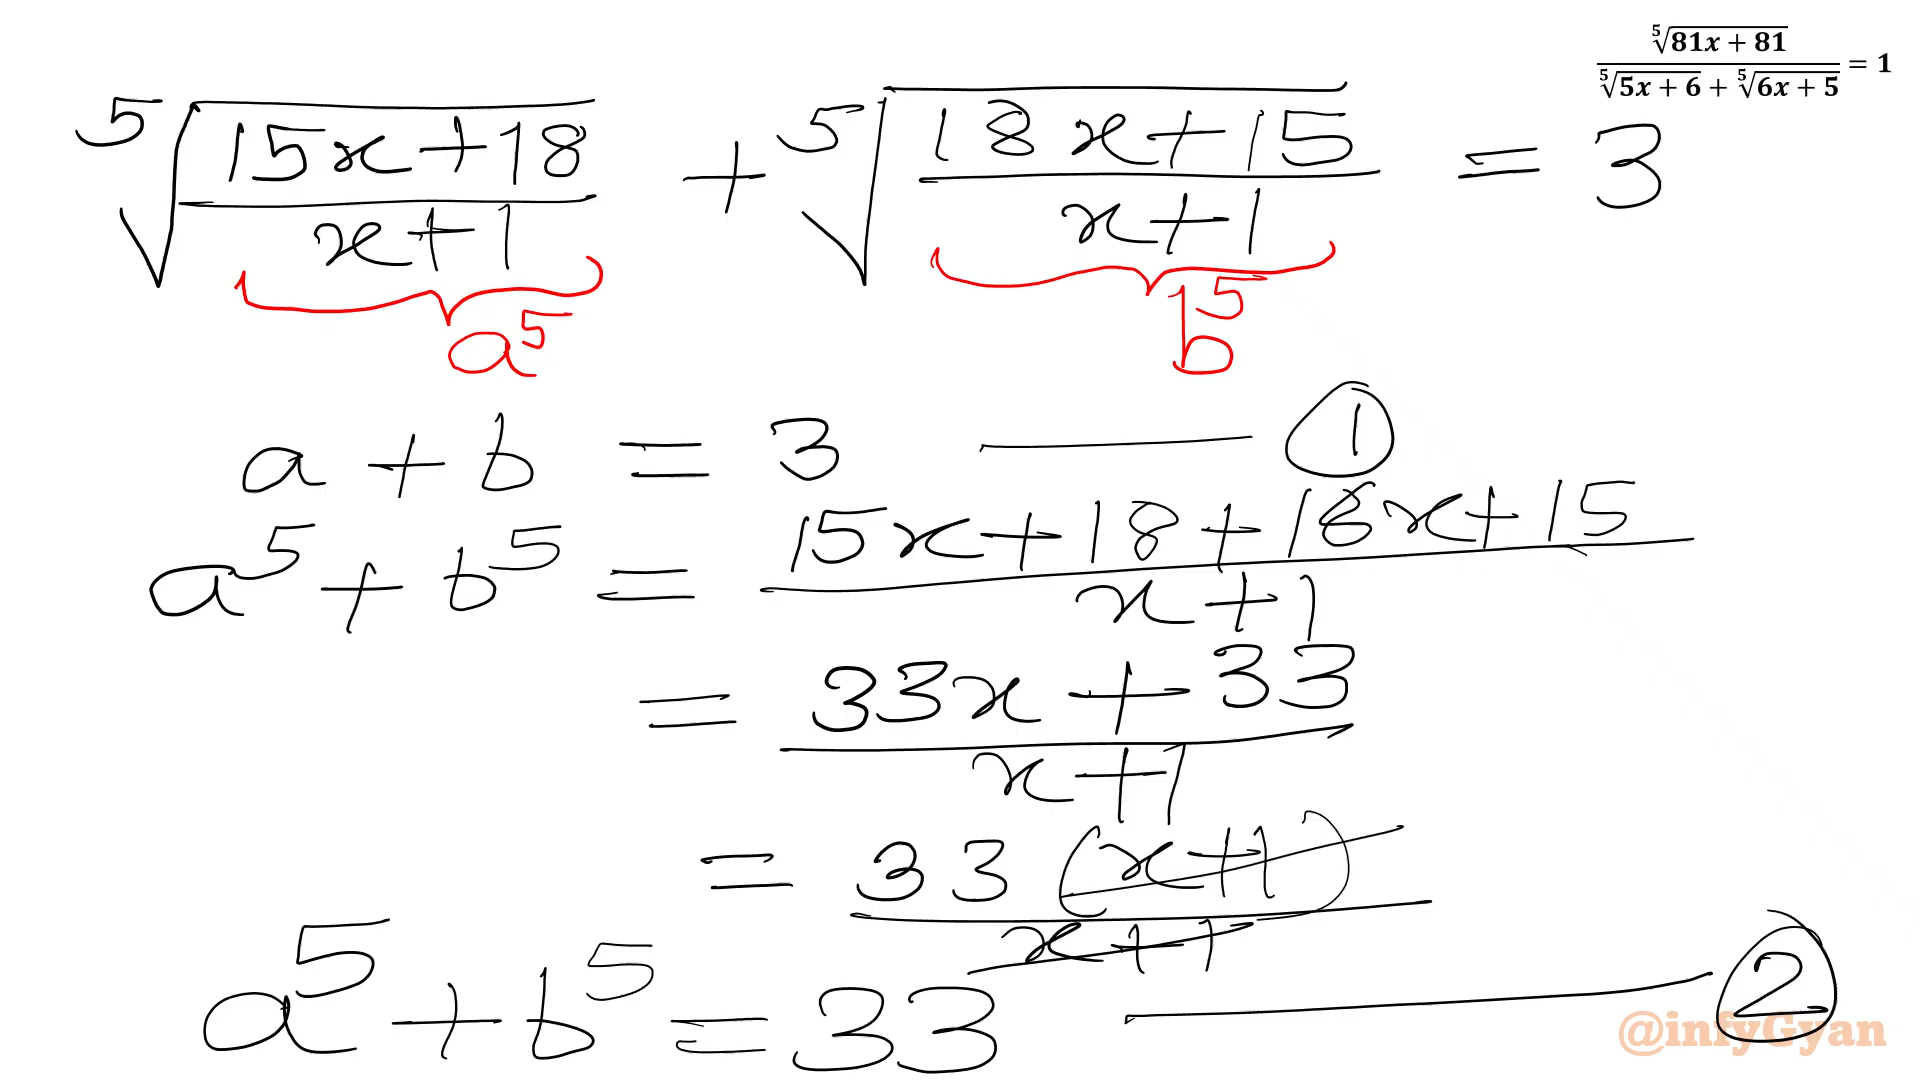 ⁵√(81x + 81) / (⁵√(5x + 6) + ⁵√(6x + 5)) = 1
⁵√((15x+18)/(x+1)) + ⁵√((18x+15)/(x+1)) = 3
a⁵ b⁵
a + b = 3 —— ①
a⁵ + b⁵ = (15x+18+18x+15)/(x+1)
= (33x + 33)/(x+1)
= 33(x+1)/(x+1)
a⁵ + b⁵ = 33 —— ②
@infyGyan